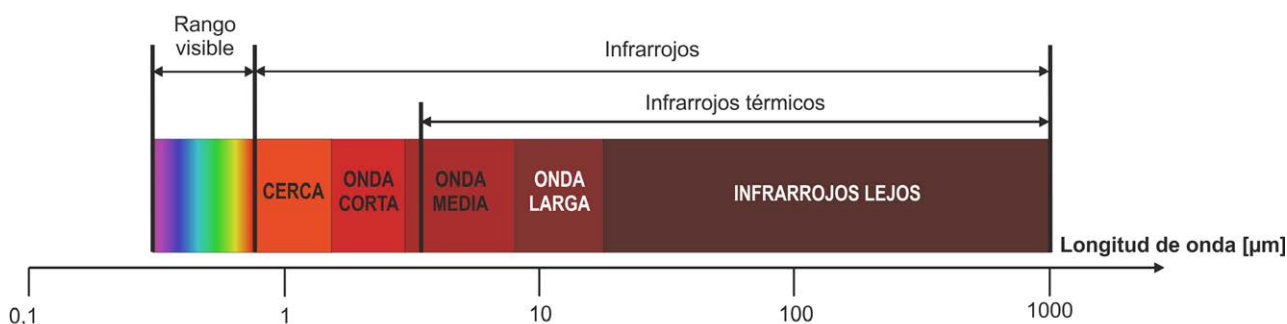 Rango
visible
Infrarrojos
Infrarrojos térmicos
CERCA
ONDA
CORTA
ONDA
MEDIA
ONDA
LARGA
INFRARROJOS LEJOS
Longitud de onda [µm]
0,1
1
10
100
1000